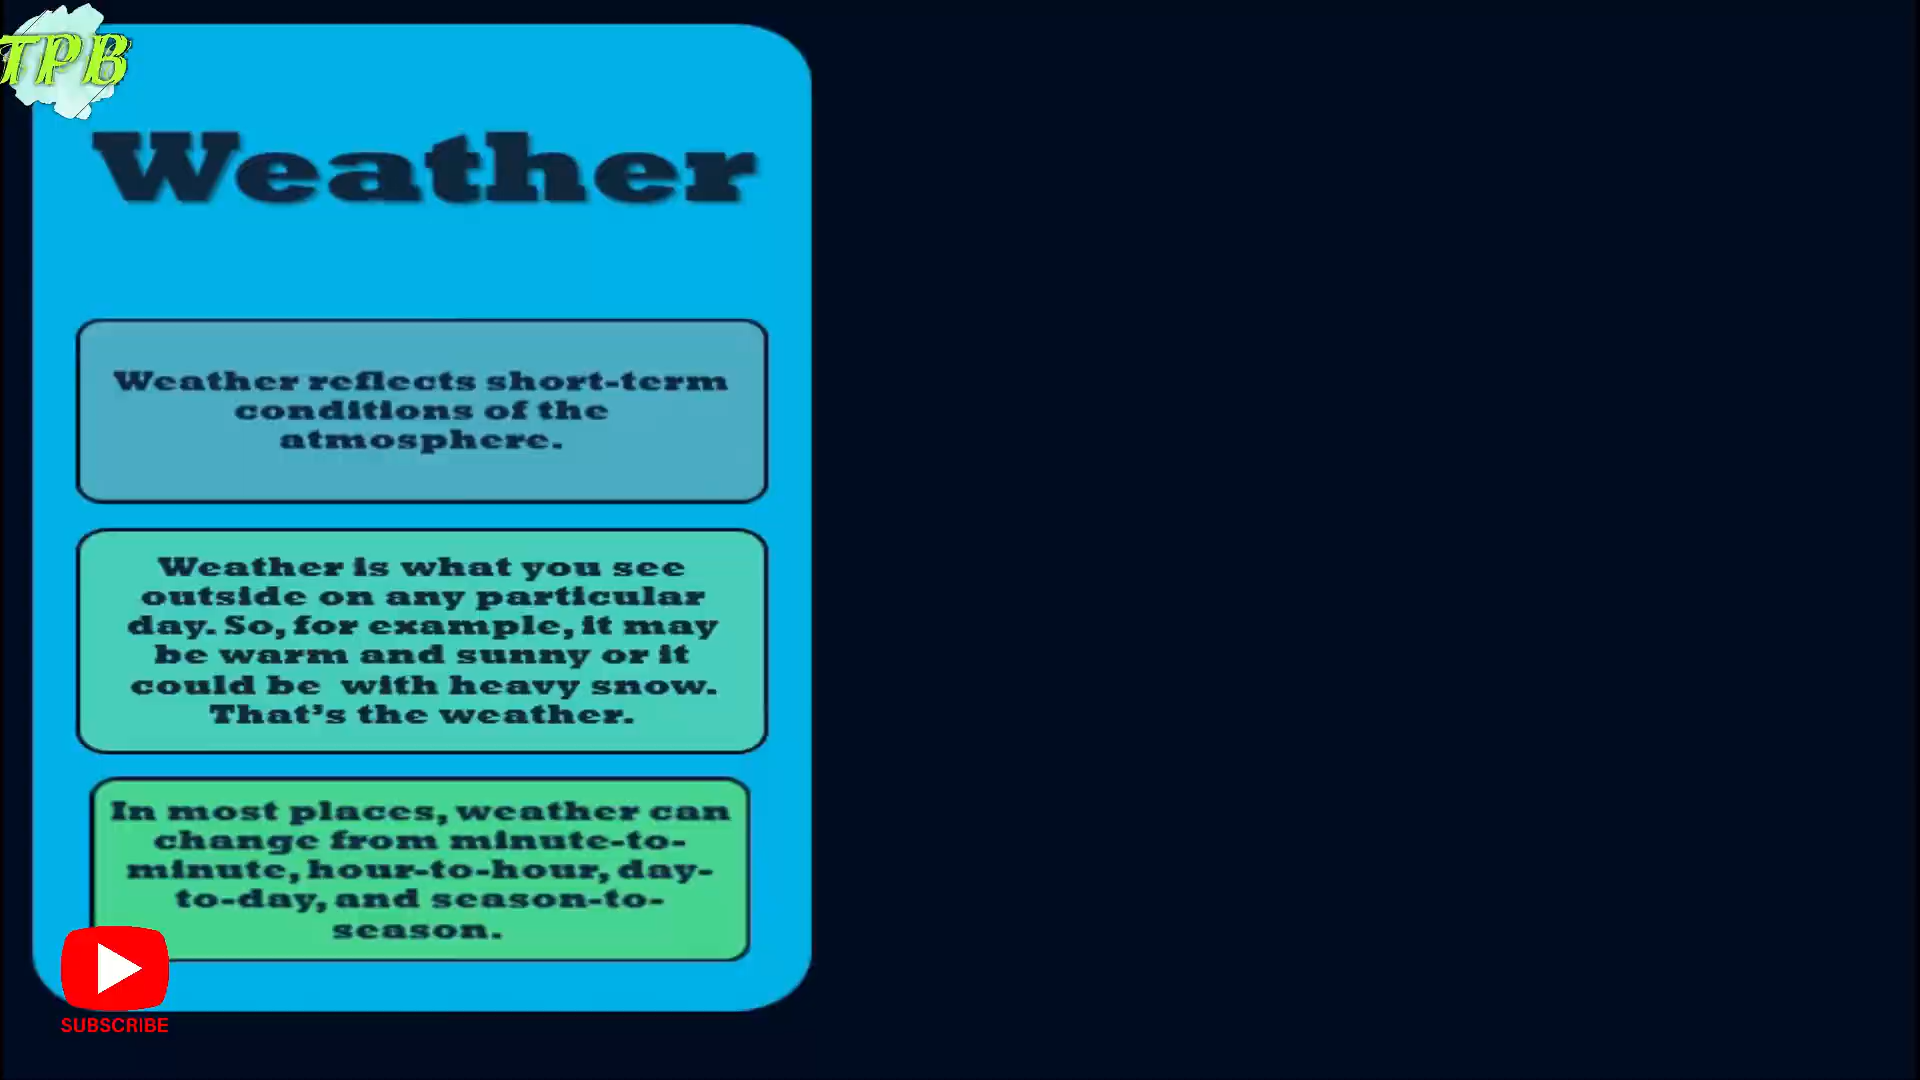 TPB
Weather
Weather reflects short-term
conditions of the
atmosphere.
Weather is what you see
outside on any particular
day. So, for example, it may
be warm and sunny or it
could be with heavy snow.
That's the weather.
In most places, weather can
change from minute-to-
minute, hour-to-hour, day-
to-day, and season-to-
season.
SUBSCRIBE